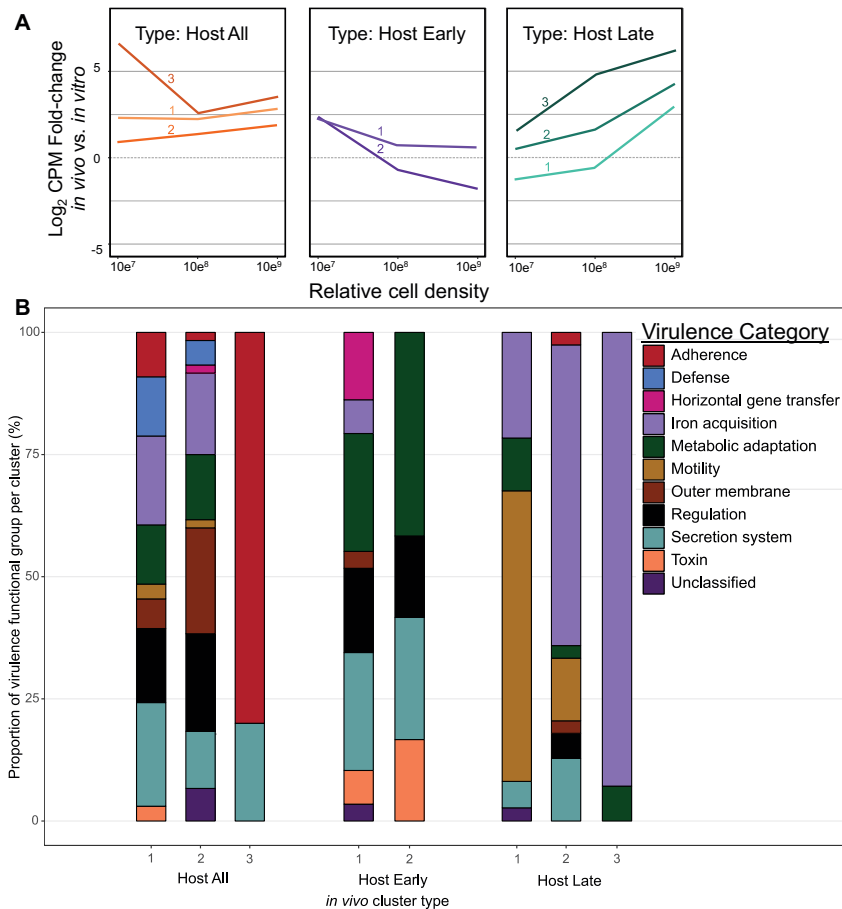 A
Type: Host All
Type: Host Early
Type: Host Late
Log2 CPM Fold-change
in vivo vs. in vitro
5
0
-5
3
1
2
1
2
3
2
1
10e7
10e8
10e9
10e7
10e8
10e9
10e7
10e8
10e9
Relative cell density
B
Proportion of virulence functional group per cluster (%)
100
75
50
25
0
Virulence Category
Adherence
Defense
Horizontal gene transfer
Iron acquisition
Metabolic adaptation
Motility
Outer membrane
Regulation
Secretion system
Toxin
Unclassified
1 2 3
1 2
1 2 3
Host All
Host Early
Host Late
in vivo cluster type